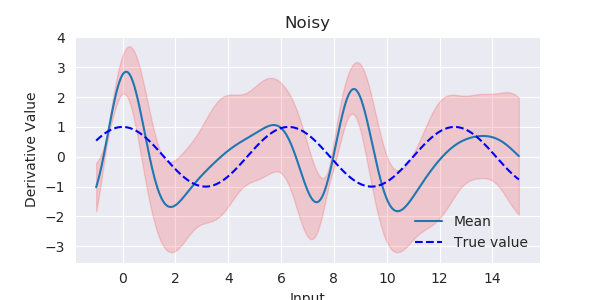 Noisy
Derivative Value
4
3
2
1
0
−1
−2
−3
Mean
True value
0 2 4 6 8 10 12 14
Input